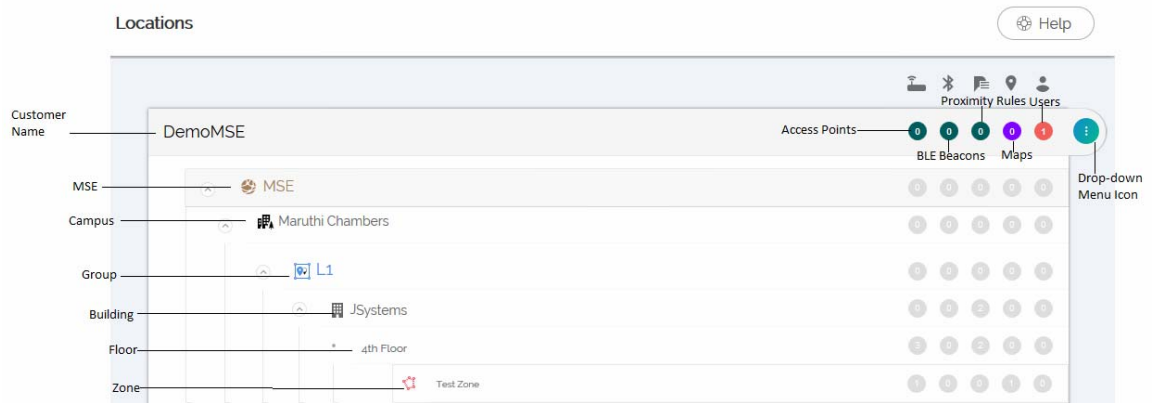 Locations
Help
Proximity Rules Users
Customer
Name
DemoMSE
Access Points
0 0 0 0 1
BLE Beacons
Maps
Drop-down
Menu Icon
MSE
MSE
0 0 0 0 0
Campus
Maruthi Chambers
0 0 0 0 0
Group
L1
0 0 0 0 0
Building
JSystems
0 0 2 0 0
Floor
4th Floor
3 0 2 0 0
Zone
Test Zone
1 0 0 1 0